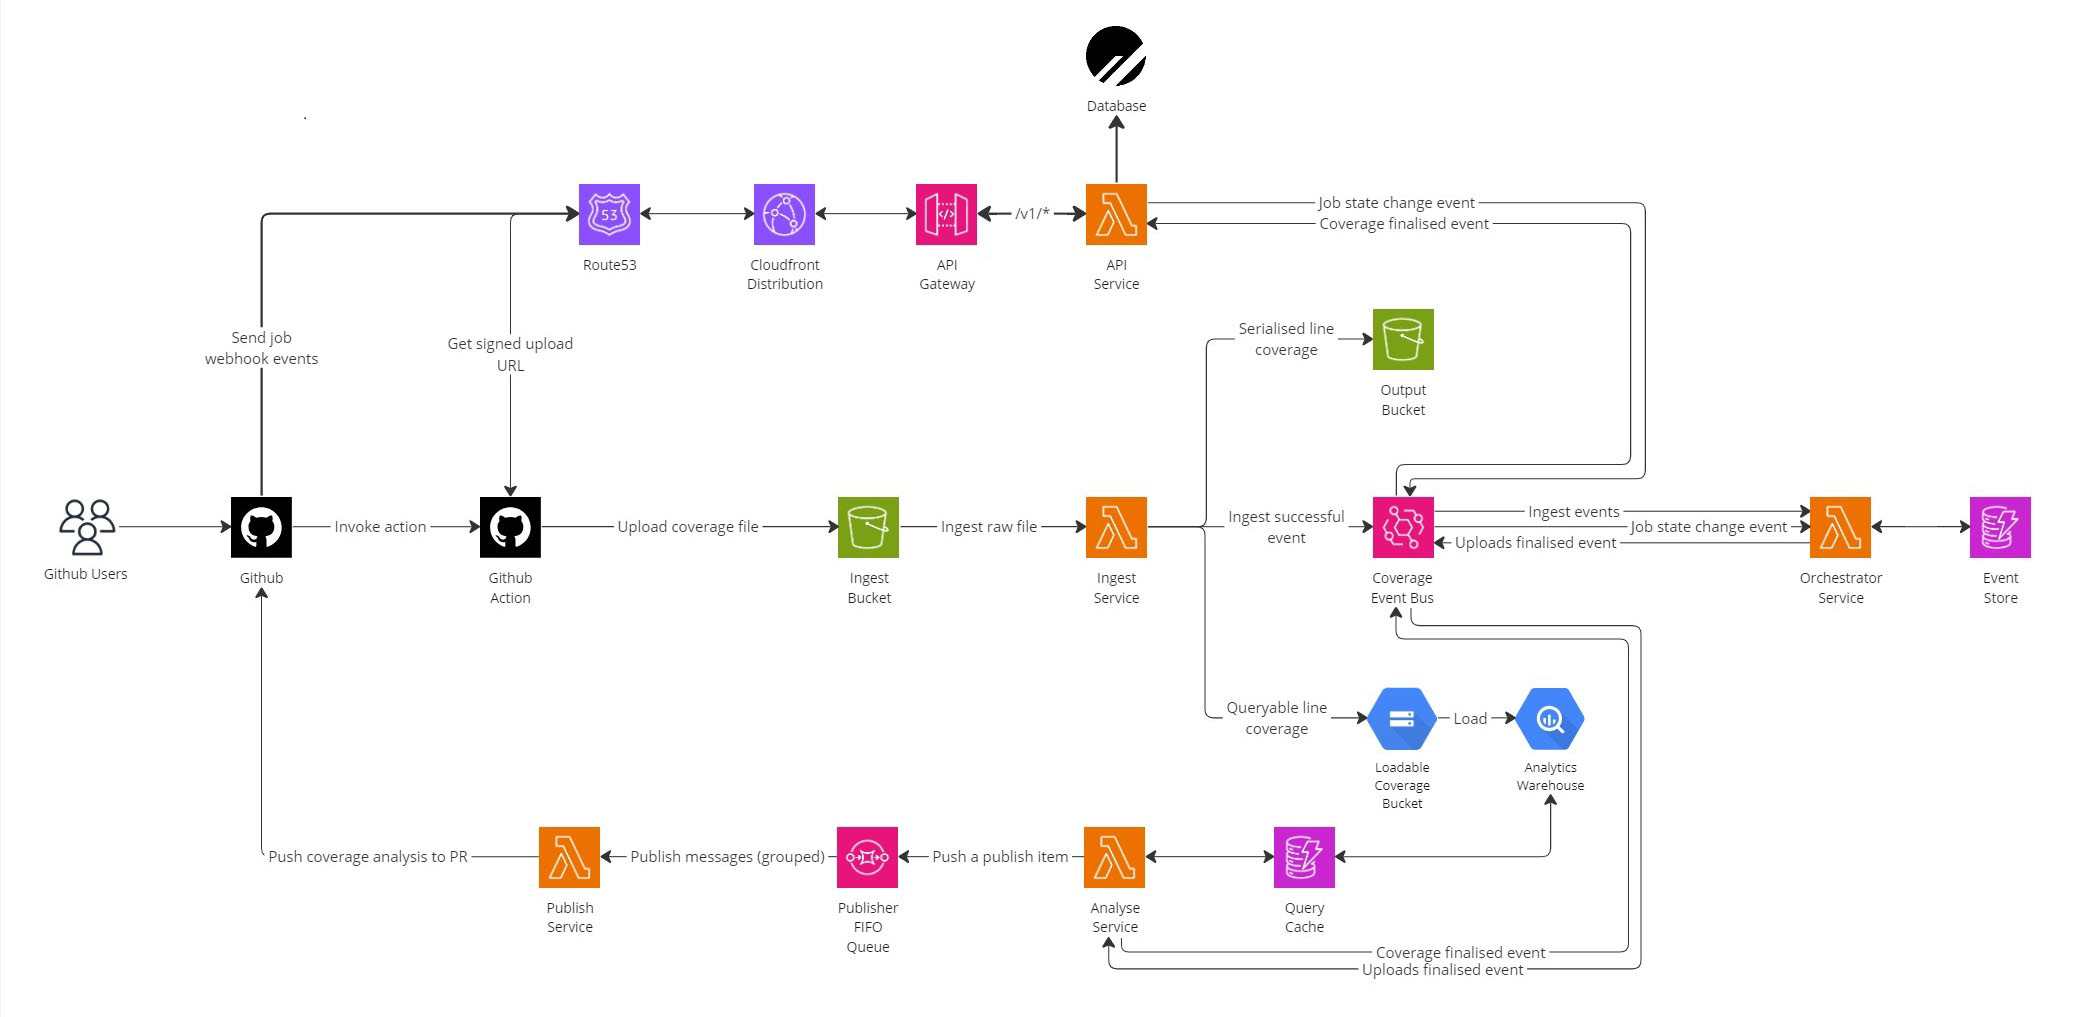 Database
Job state change event
Coverage finalised event
53
</>
/v1/*
Route53
Cloudfront
Distribution
API
Gateway
API
Service
Send job
webhook events
Get signed upload
URL
Serialised line
coverage
Output
Bucket
Github Users
Invoke action
Upload coverage file
Ingest raw file
Ingest successful
event
Ingest events
Job state change event
Uploads finalised event
Github
Github
Action
Ingest
Bucket
Ingest
Service
Coverage
Event Bus
Orchestrator
Service
Event
Store
Queryable line
coverage
Load
Loadable
Coverage
Bucket
Analytics
Warehouse
Push coverage analysis to PR
Publish messages (grouped)
Push a publish item
Publish
Service
Publisher
FIFO
Queue
Analyse
Service
Query
Cache
Coverage finalised event
Uploads finalised event